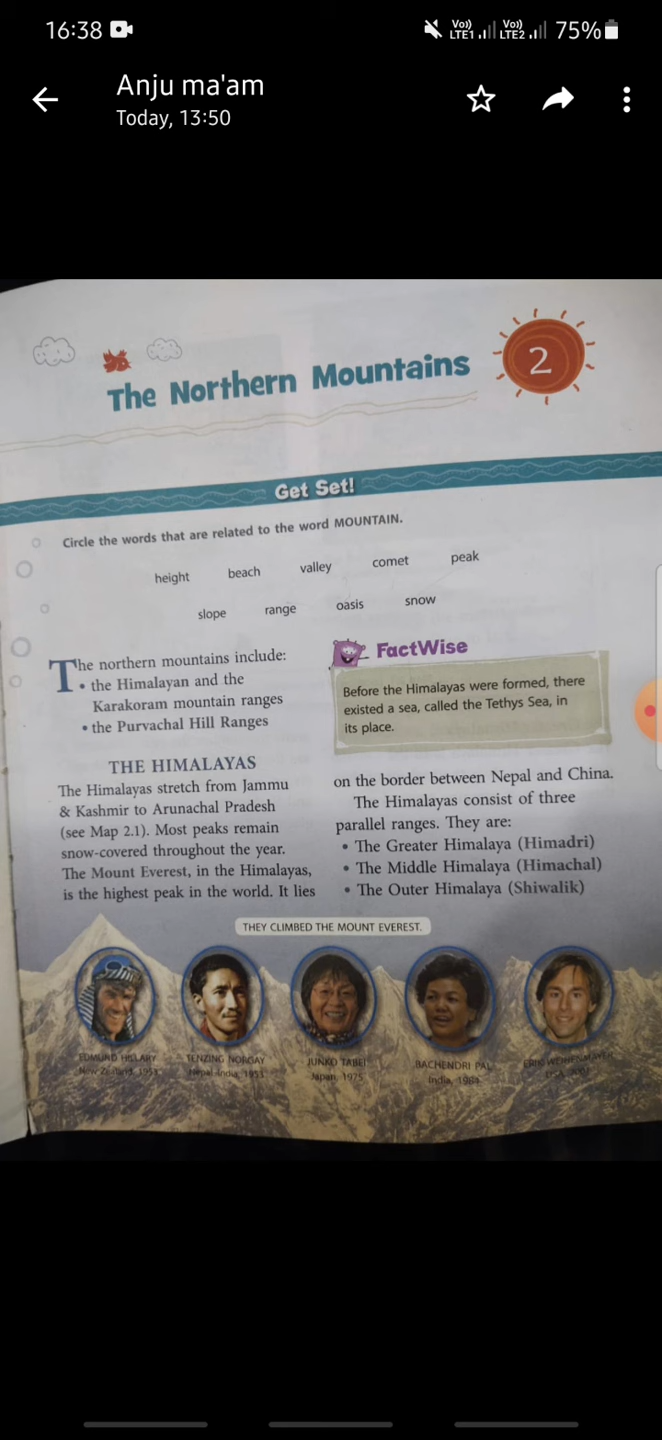 16:38
Vo)) LTE1 Vo)) LTE2 75%
Anju ma'am
Today, 13:50
2
The Northern Mountains
Get Set!
Circle the words that are related to the word MOUNTAIN.
height beach valley comet peak
slope range oasis snow
The northern mountains include:
• the Himalayan and the
Karakoram mountain ranges
• the Purvachal Hill Ranges
FactWise
Before the Himalayas were formed, there
existed a sea, called the Tethys Sea, in
its place.
THE HIMALAYAS
The Himalayas stretch from Jammu
& Kashmir to Arunachal Pradesh
(see Map 2.1). Most peaks remain
snow-covered throughout the year.
The Mount Everest, in the Himalayas,
is the highest peak in the world. It lies
on the border between Nepal and China.
The Himalayas consist of three
parallel ranges. They are:
• The Greater Himalaya (Himadri)
• The Middle Himalaya (Himachal)
• The Outer Himalaya (Shiwalik)
THEY CLIMBED THE MOUNT EVEREST.
EDMUND HILLARY
New Zealand, 1953
TENZING NORGAY
Nepal-India, 1953
JUNKO TABEI
Japan, 1975
BACHENDRI PAL
India, 1984
ERIK WEIHENMAYER